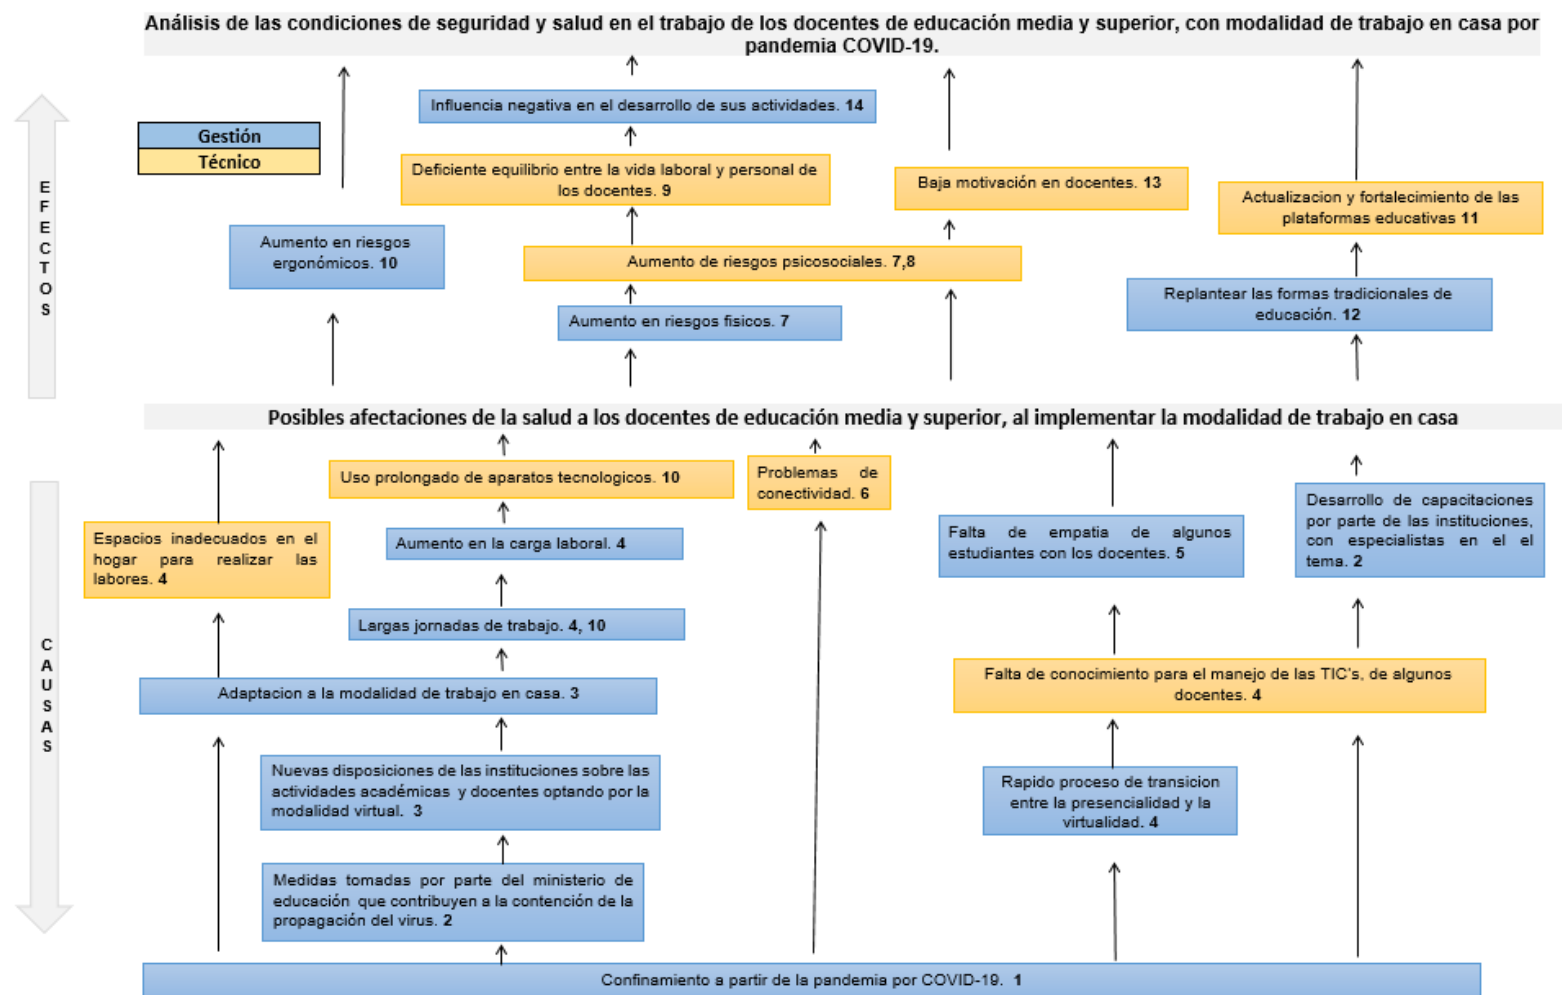 Análisis de las condiciones de seguridad y salud en el trabajo de los docentes de educación media y superior, con modalidad de trabajo en casa por
pandemia COVID-19.
EFECTOS
Gestión
Técnico
Influencia negativa en el desarrollo de sus actividades. 14
Deficiente equilibrio entre la vida laboral y personal de
los docentes. 9
Baja motivación en docentes. 13
Actualizacion y fortalecimiento de las
plataformas educativas 11
Aumento en riesgos
ergonómicos. 10
Aumento de riesgos psicosociales. 7,8
Replantear las formas tradicionales de
educación. 12
Aumento en riesgos fisicos. 7
Posibles afectaciones de la salud a los docentes de educación media y superior, al implementar la modalidad de trabajo en casa
CAUSAS
Uso prolongado de aparatos tecnologicos. 10
Problemas de
conectividad. 6
Espacios inadecuados en el
hogar para realizar las
labores. 4
Aumento en la carga laboral. 4
Falta de empatia de algunos
estudiantes con los docentes. 5
Desarrollo de capacitaciones
por parte de las instituciones,
con especialistas en el el
tema. 2
Largas jornadas de trabajo. 4, 10
Adaptacion a la modalidad de trabajo en casa. 3
Falta de conocimiento para el manejo de las TIC's, de algunos
docentes. 4
Nuevas disposiciones de las instituciones sobre las
actividades académicas y docentes optando por la
modalidad virtual. 3
Rapido proceso de transicion
entre la presencialidad y la
virtualidad. 4
Medidas tomadas por parte del ministerio de
educación que contribuyen a la contención de la
propagación del virus. 2
Confinamiento a partir de la pandemia por COVID-19. 1